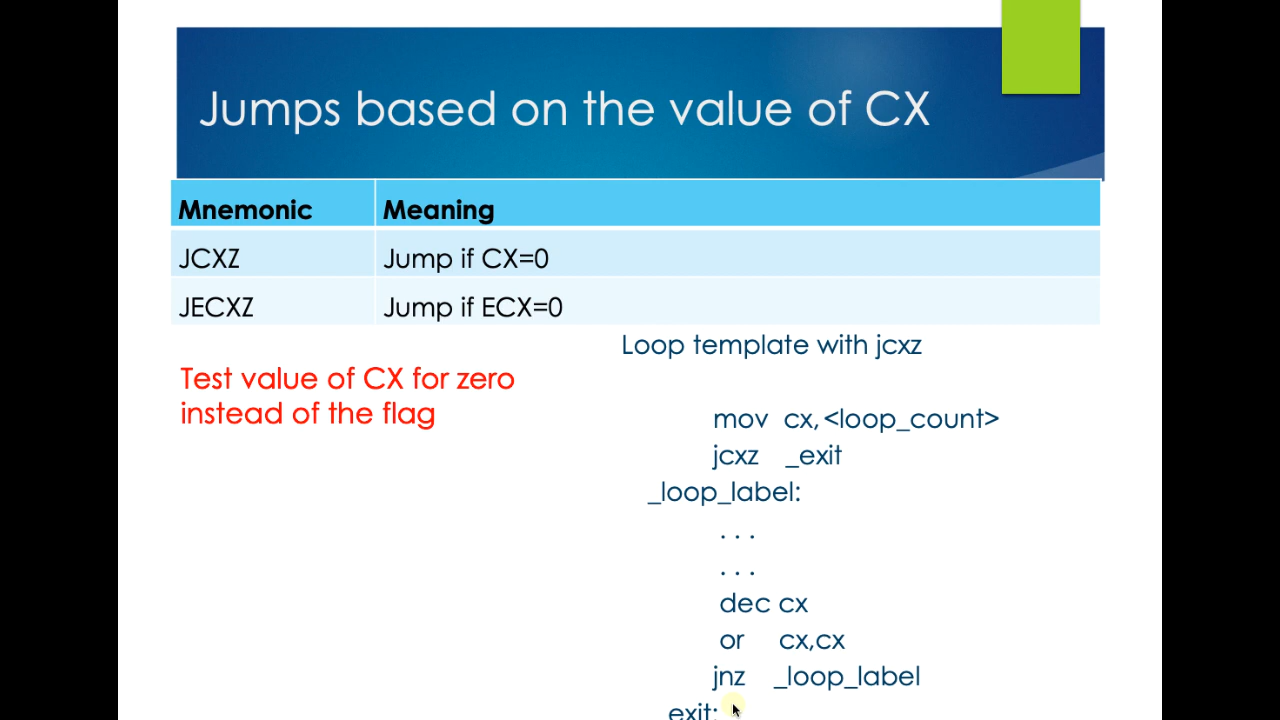 Jumps based on the value of CX
Mnemonic Meaning
JCXZ Jump if CX=0
JECXZ Jump if ECX=0
Loop template with jcxz
Test value of CX for zero
instead of the flag
mov cx,<loop_count>
jcxz _exit
_loop_label:
. . .
. . .
dec cx
or cx,cx
jnz _loop_label
exit: